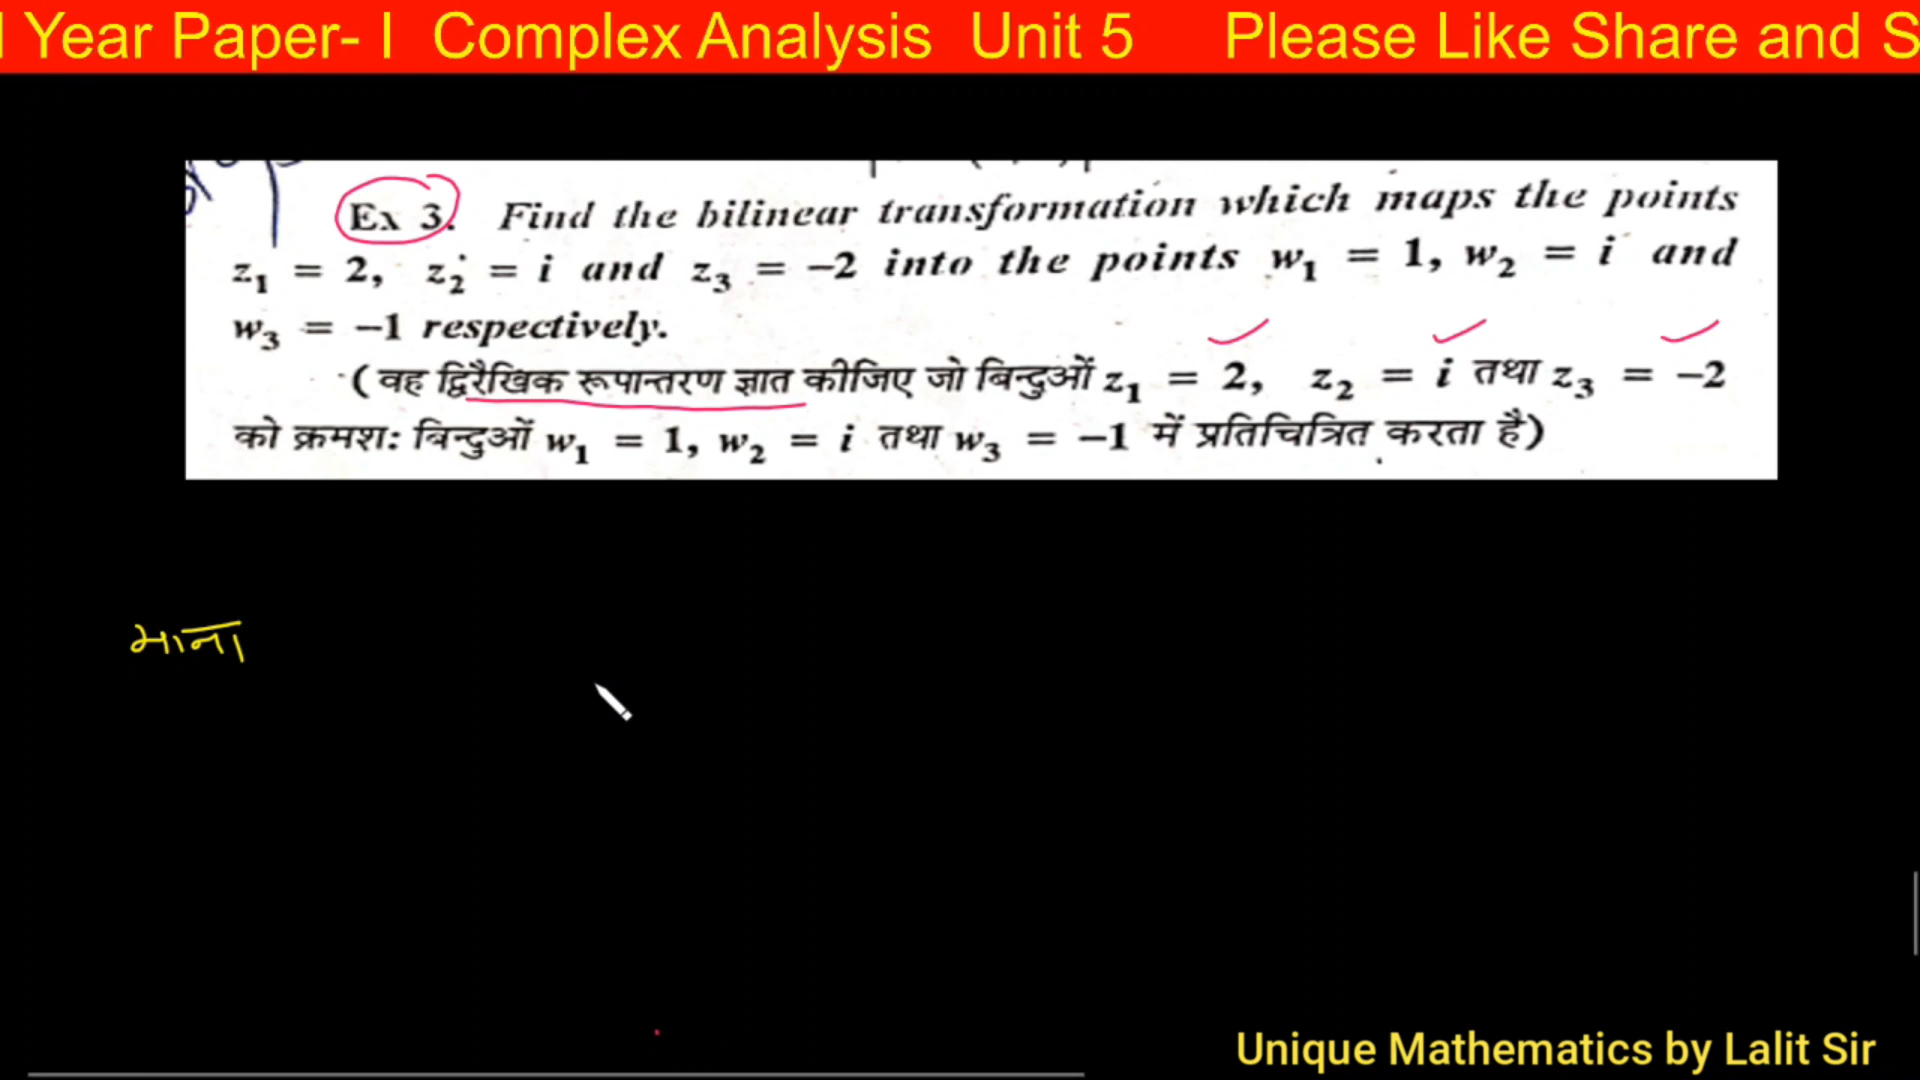 Year Paper- I Complex Analysis Unit 5 Please Like Share and S
Ex 3. Find the bilinear transformation which maps the points
z₁ = 2, z₂ = i and z₃ = −2 into the points w₁ = 1, w₂ = i and
w₃ = −1 respectively.
(वह द्विरैखिक रूपान्तरण ज्ञात कीजिए जो बिन्दुओं z₁ = 2, z₂ = i तथा z₃ = −2
को क्रमश: बिन्दुओं w₁ = 1, w₂ = i तथा w₃ = −1 में प्रतिचित्रित करता है)
माना
Unique Mathematics by Lalit Sir